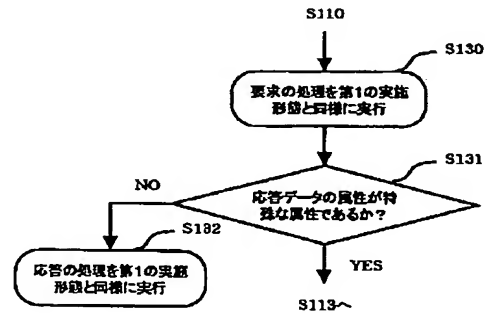 S110
S130
要求の処理を第1の実施
形態と同様に実行
S131
応答データの属性が特
殊な属性であるか？
NO
S132
応答の処理を第1の実施
形態と同様に実行
YES
S113へ